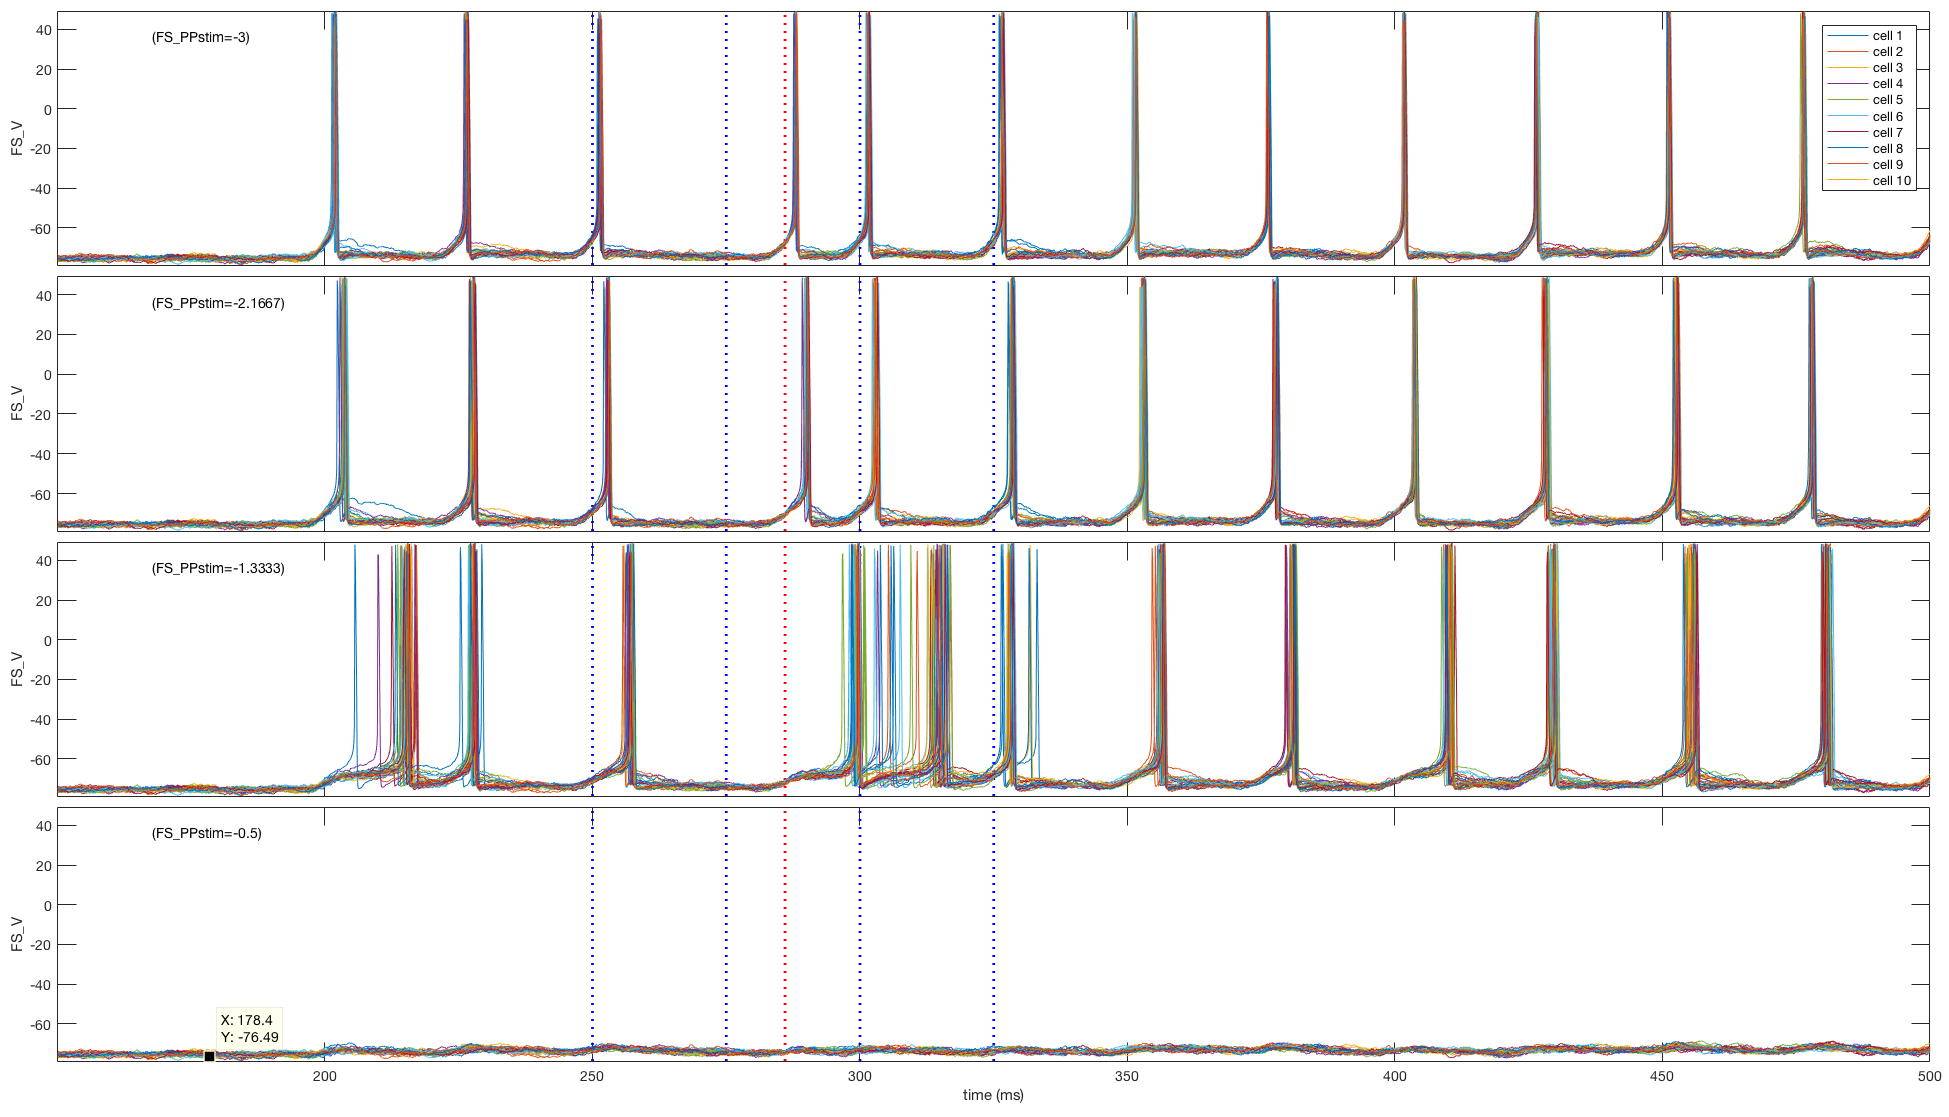 40
20
0
-20
-40
-60
FS_V
(FS_PPstim=-3)
cell 1
cell 2
cell 3
cell 4
cell 5
cell 6
cell 7
cell 8
cell 9
cell 10
40
20
0
-20
-40
-60
FS_V
(FS_PPstim=-2.1667)
40
20
0
-20
-40
-60
FS_V
(FS_PPstim=-1.3333)
40
20
0
-20
-40
-60
FS_V
(FS_PPstim=-0.5)
X: 178.4
Y: -76.49
200 250 300 350 400 450 500
time (ms)